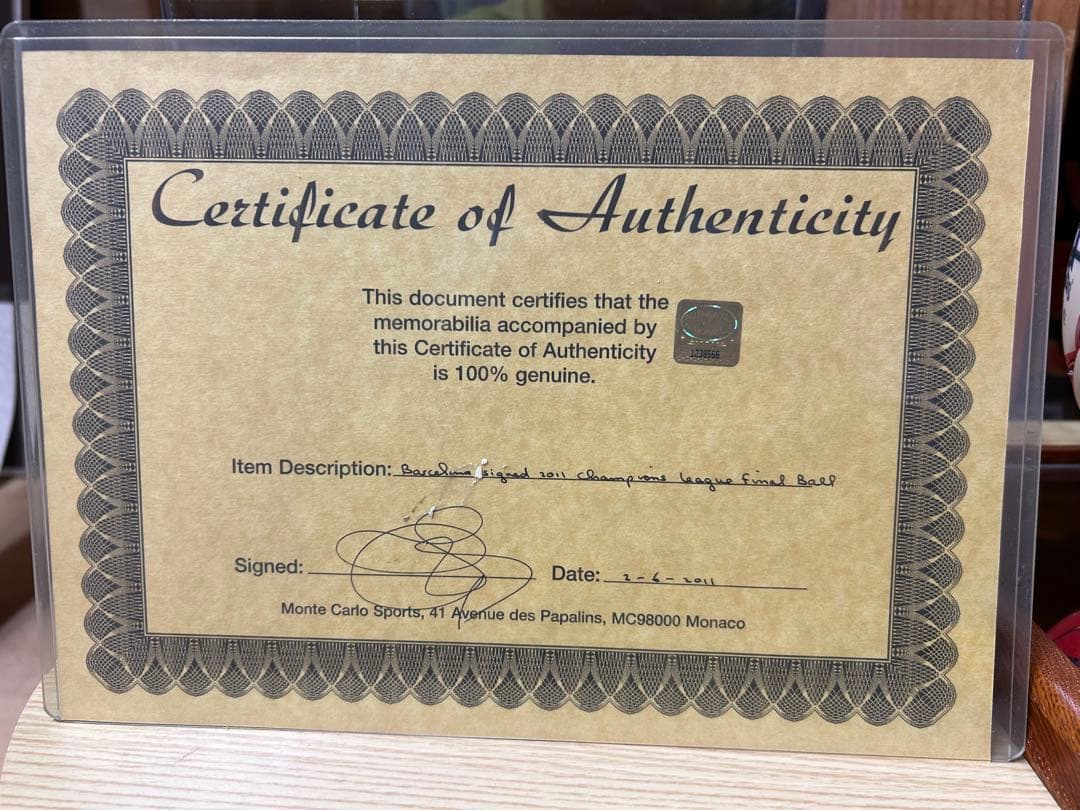 Certificate of Authenticity
This document certifies that the
memorabilia accompanied by
this Certificate of Authenticity
is 100% genuine.
1238566
Item Description: Barcelona signed 2011 Champions League Final Ball
Signed:
Date: 2-6-2011
Monte Carlo Sports, 41 Avenue des Papalins, MC98000 Monaco